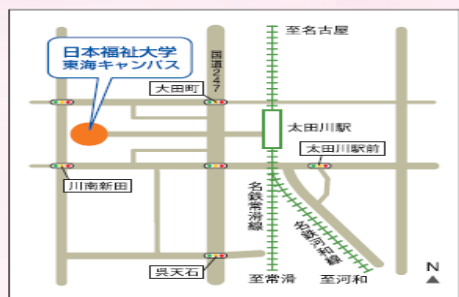 至名古屋
日本福祉大学
東海キャンパス
国道247
大田町
太田川駅
太田川駅前
川南新田
名鉄常滑線
名鉄河和線
呉天石
至常滑
至河和
N